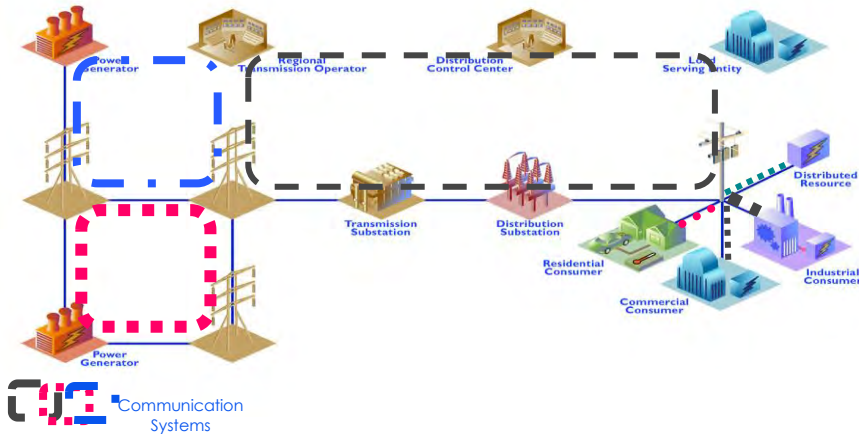 Power
Generator
Regional
Transmission Operator
Distribution
Control Center
Load
Serving Entity
Distributed
Resource
Transmission
Substation
Distribution
Substation
Residential
Consumer
Industrial
Consumer
Commercial
Consumer
Power
Generator
Communication
Systems